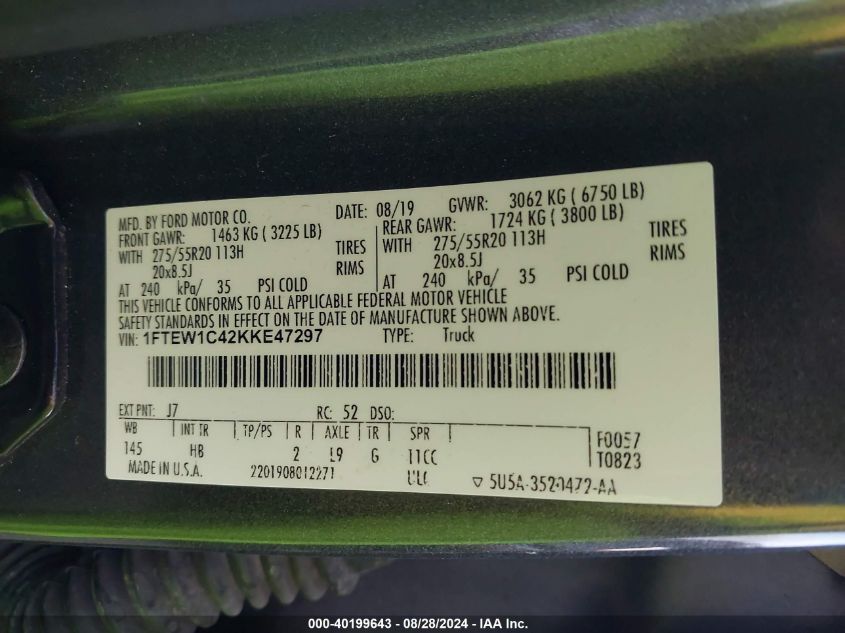 MFD. BY FORD MOTOR CO.
DATE: 08/19 GVWR: 3062 KG ( 6750 LB)
FRONT GAWR: 1463 KG ( 3225 LB)
REAR GAWR: 1724 KG ( 3800 LB)
WITH 275/55R20 113H TIRES
WITH 275/55R20 113H TIRES
20x8.5J RIMS
20x8.5J RIMS
AT 240 kPa/ 35 PSI COLD
AT 240 kPa/ 35 PSI COLD
THIS VEHICLE CONFORMS TO ALL APPLICABLE FEDERAL MOTOR VEHICLE
SAFETY STANDARDS IN EFFECT ON THE DATE OF MANUFACTURE SHOWN ABOVE.
VIN: 1FTEW1C42KKE47297 TYPE: Truck
EXT PNT: J7 RC: 52 DSO:
WB INT TR TP/PS R AXLE TR SPR
145 HB 2 L9 G 11CC
F0057
T0823
MADE IN U.S.A. 2201908012271
5U5A-3520472-AA
000-40199643 - 08/28/2024 - IAA Inc.